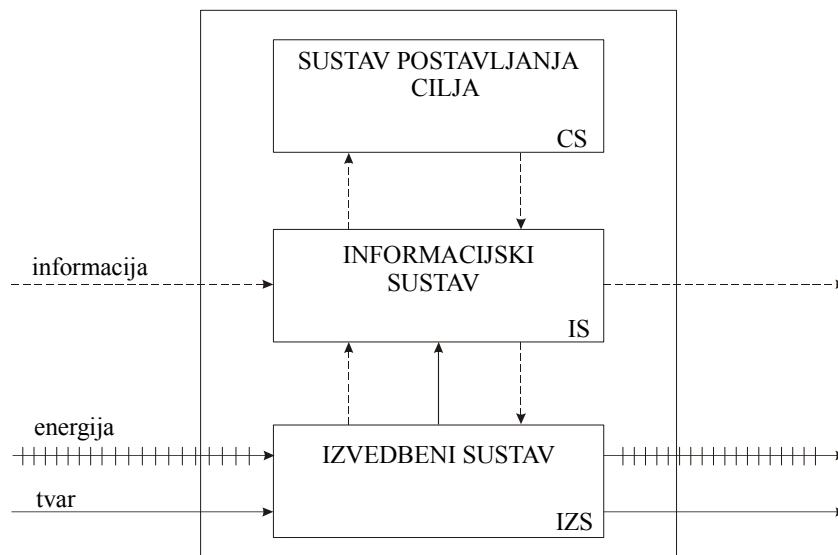 SUSTAV POSTAVLJANJA
CILJA
CS
informacija
INFORMACIJSKI
SUSTAV
IS
energija
IZVEDBENI SUSTAV
tvar
IZS